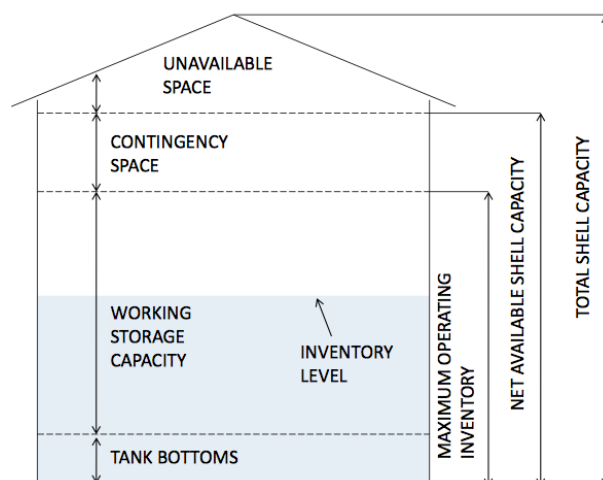 UNAVAILABLE
SPACE
CONTINGENCY
SPACE
WORKING
STORAGE
CAPACITY
INVENTORY
LEVEL
TANK BOTTOMS
MAXIMUM OPERATING
INVENTORY
NET AVAILABLE SHELL CAPACITY
TOTAL SHELL CAPACITY